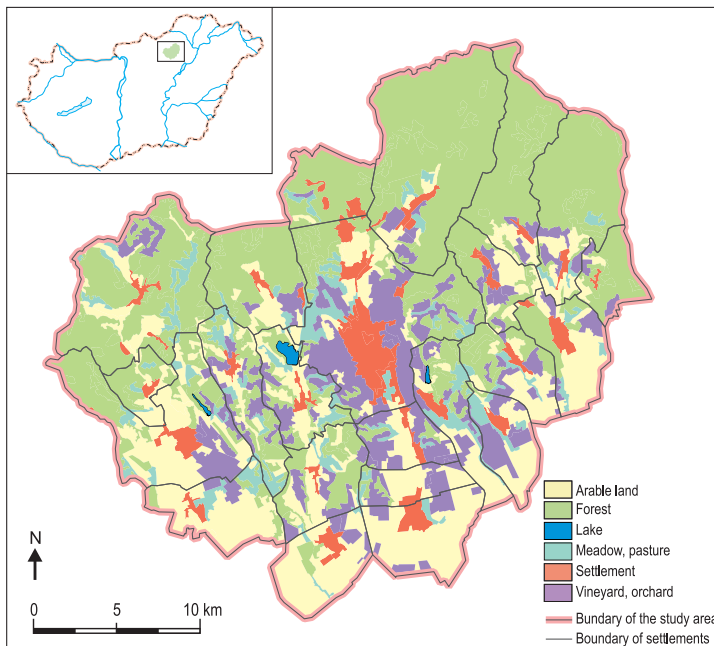 Arable land
Forest
Lake
Meadow, pasture
Settlement
Vineyard, orchard
Bundary of the study area
Boundary of settlements
N
0 5 10 km